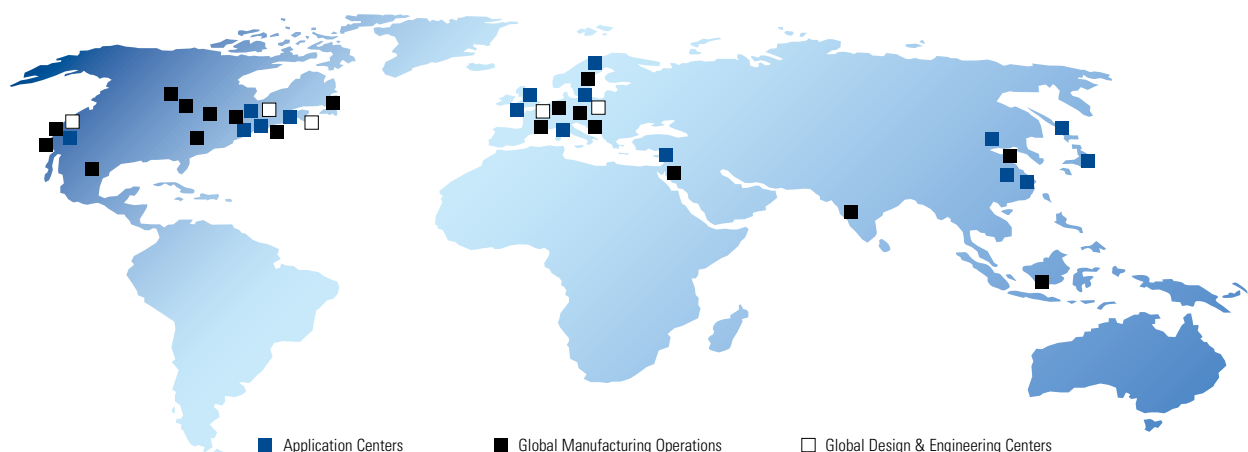 Application Centers
Global Manufacturing Operations
Global Design & Engineering Centers